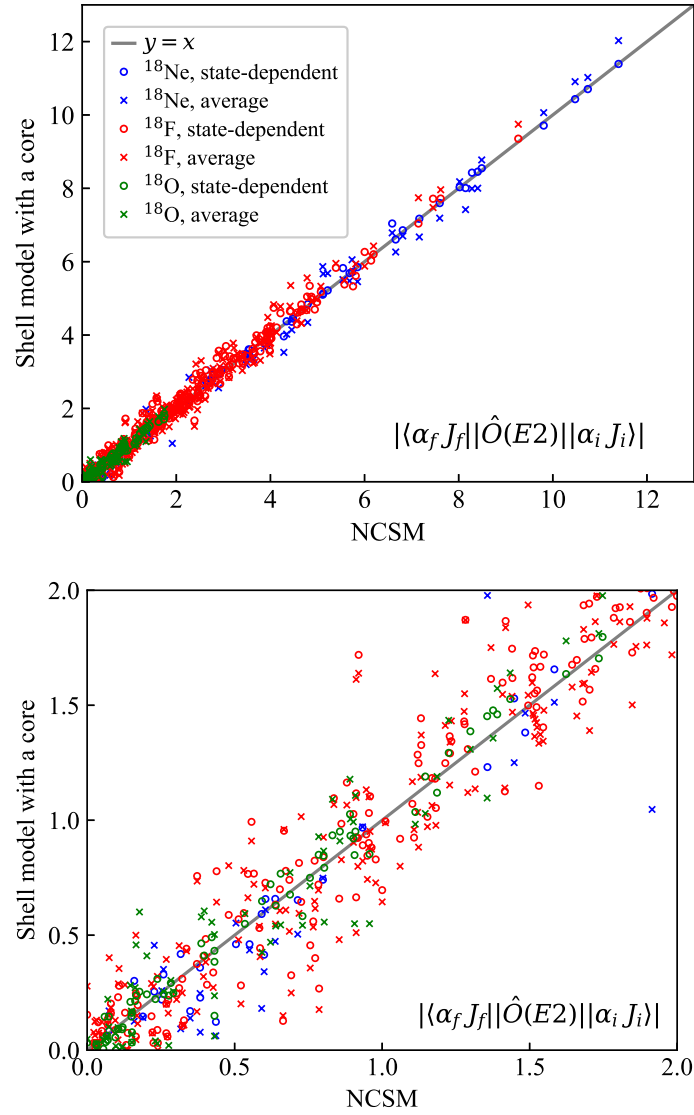 12
10
8
6
4
2
0
Shell model with a core
y = x
¹⁸Ne, state-dependent
¹⁸Ne, average
¹⁸F, state-dependent
¹⁸F, average
¹⁸O, state-dependent
¹⁸O, average
|⟨α_f J_f||Ô(E2)||α_i J_i⟩|
0 2 4 6 8 10 12
NCSM
2.0
1.5
1.0
0.5
0.0
Shell model with a core
|⟨α_f J_f||Ô(E2)||α_i J_i⟩|
0.0 0.5 1.0 1.5 2.0
NCSM